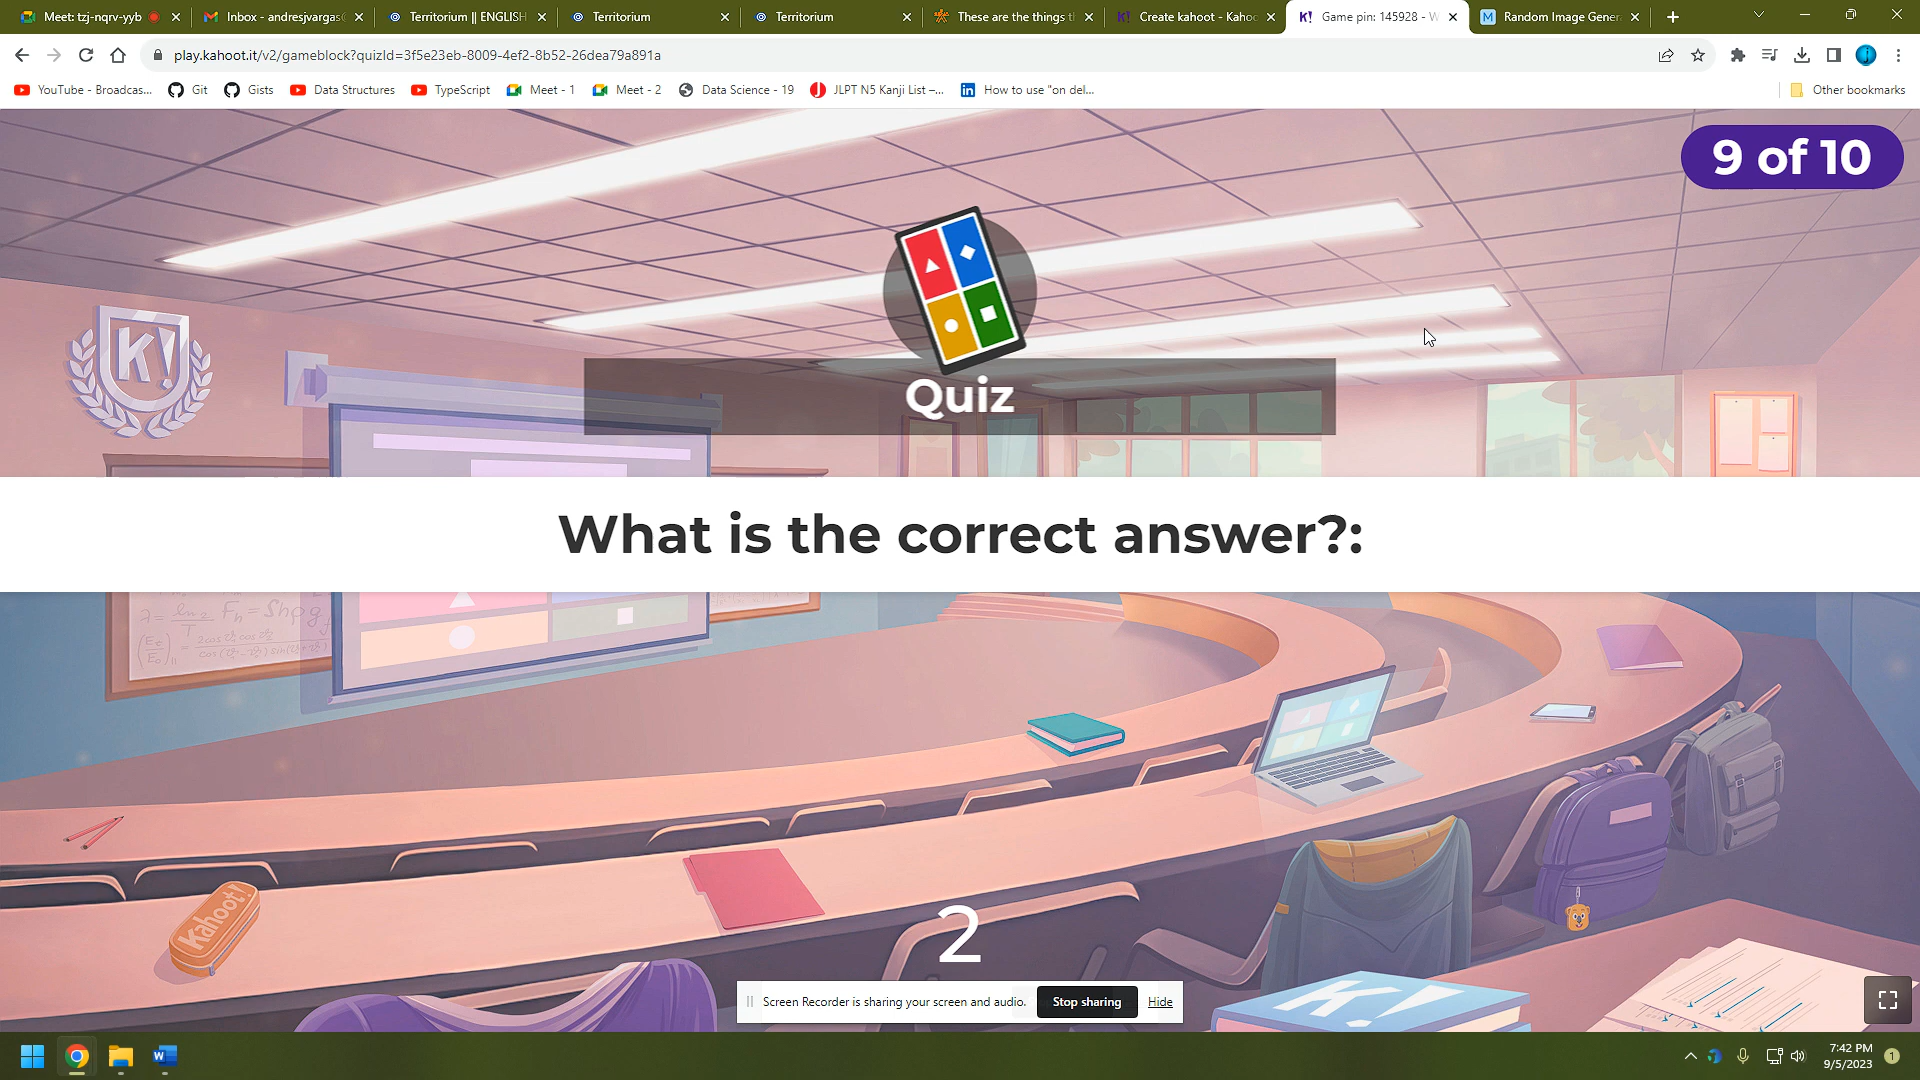 Meet: tzj-nqrv-yyb
Inbox - andresjvargas
Territorium || ENGLISH
Territorium
Territorium
These are the things t
K! Create kahoot - Kaho
K! Game pin: 145928 - W
M Random Image Gener
play.kahoot.it/v2/gameblock?quizId=3f5e23eb-8009-4ef2-8b52-26dea79a891a
YouTube - Broadcas...
Git
Gists
Data Structures
TypeScript
Meet - 1
Meet - 2
Data Science - 19
JLPT N5 Kanji List –...
How to use "on del...
Other bookmarks
9 of 10
K!
Quiz
What is the correct answer?:
Kahoot!
2
Screen Recorder is sharing your screen and audio.
Stop sharing
Hide
K!
7:42 PM
9/5/2023
1